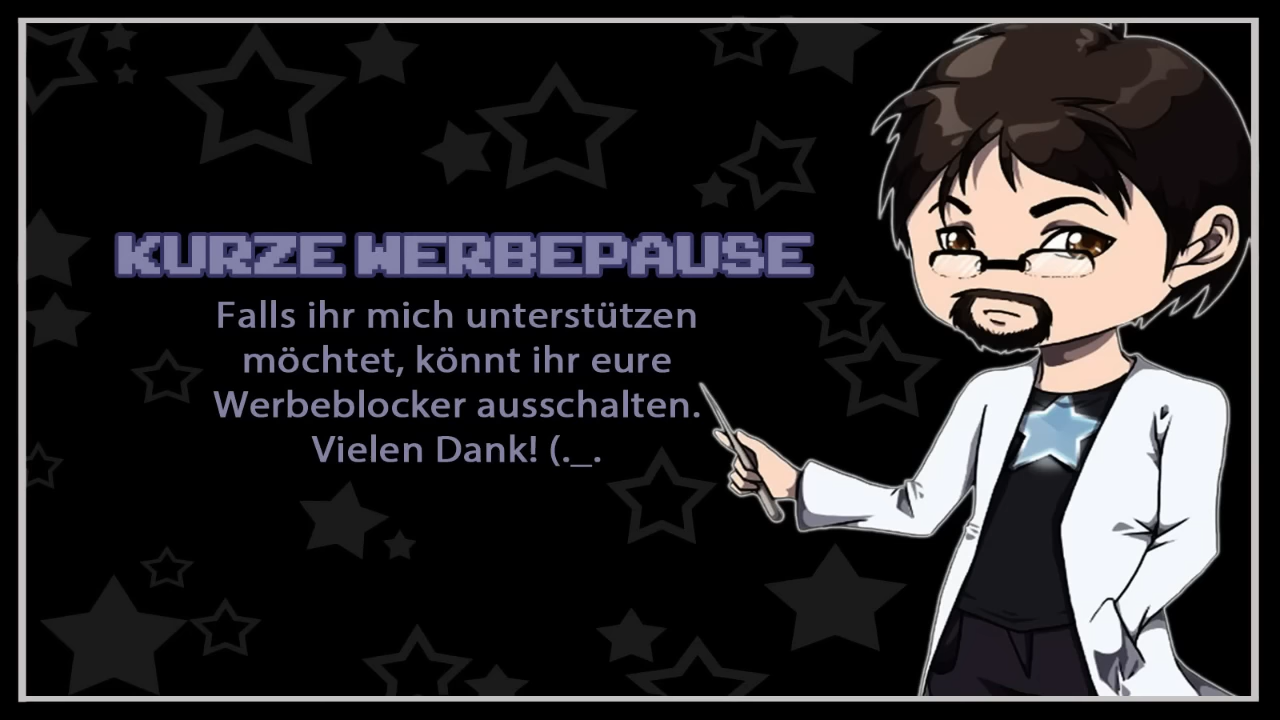 KURZE WERBEPAUSE
Falls ihr mich unterstützen
möchtet, könnt ihr eure
Werbeblocker ausschalten.
Vielen Dank! (._.